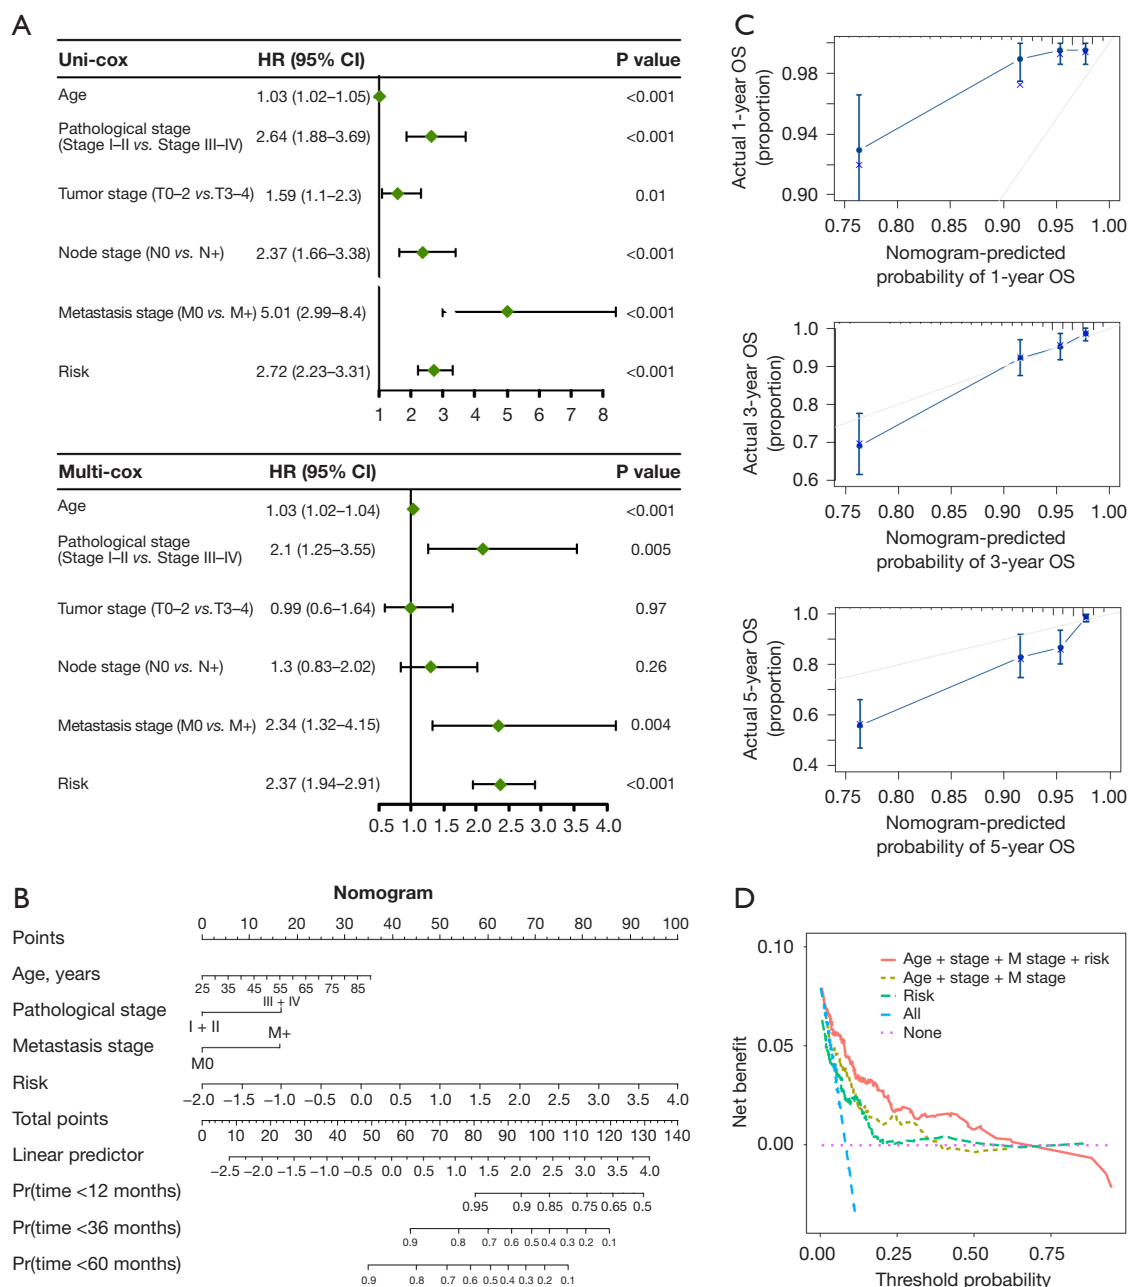 A
Uni-cox HR (95% CI) P value
Age 1.03 (1.02–1.05) <0.001
Pathological stage
(Stage I–II vs. Stage III–IV) 2.64 (1.88–3.69) <0.001
Tumor stage (T0–2 vs.T3–4) 1.59 (1.1–2.3) 0.01
Node stage (N0 vs. N+) 2.37 (1.66–3.38) <0.001
Metastasis stage (M0 vs. M+) 5.01 (2.99–8.4) <0.001
Risk 2.72 (2.23–3.31) <0.001
1 2 3 4 5 6 7 8
Multi-cox HR (95% CI) P value
Age 1.03 (1.02–1.04) <0.001
Pathological stage
(Stage I–II vs. Stage III–IV) 2.1 (1.25–3.55) 0.005
Tumor stage (T0–2 vs.T3–4) 0.99 (0.6–1.64) 0.97
Node stage (N0 vs. N+) 1.3 (0.83–2.02) 0.26
Metastasis stage (M0 vs. M+) 2.34 (1.32–4.15) 0.004
Risk 2.37 (1.94–2.91) <0.001
0.5 1.0 1.5 2.0 2.5 3.0 3.5 4.0
B
Nomogram
0 10 20 30 40 50 60 70 80 90 100
Points
Age, years
25 35 45 55 65 75 85
III + IV
Pathological stage
I + II
M+
Metastasis stage
M0
Risk
−2.0 −1.5 −1.0 −0.5 0.0 0.5 1.0 1.5 2.0 2.5 3.0 3.5 4.0
Total points
0 10 20 30 40 50 60 70 80 90 100 110 120 130 140
Linear predictor
−2.5 −2.0 −1.5 −1.0 −0.5 0.0 0.5 1.0 1.5 2.0 2.5 3.0 3.5 4.0
Pr(time <12 months)
0.95 0.9 0.85 0.75 0.65 0.5
Pr(time <36 months)
0.9 0.8 0.7 0.6 0.5 0.4 0.3 0.2 0.1
Pr(time <60 months)
0.9 0.8 0.7 0.6 0.5 0.4 0.3 0.2 0.1
C
Actual 1-year OS
(proportion)
0.98
0.94
0.90
0.75 0.80 0.85 0.90 0.95 1.00
Nomogram-predicted
probability of 1-year OS
Actual 3-year OS
(proportion)
1.0
0.9
0.8
0.7
0.6
0.75 0.80 0.85 0.90 0.95 1.00
Nomogram-predicted
probability of 3-year OS
Actual 5-year OS
(proportion)
1.0
0.8
0.6
0.4
0.75 0.80 0.85 0.90 0.95 1.00
Nomogram-predicted
probability of 5-year OS
D
Net benefit
0.10
0.05
0.00
Age + stage + M stage + risk
Age + stage + M stage
Risk
All
None
0.00 0.25 0.50 0.75
Threshold probability